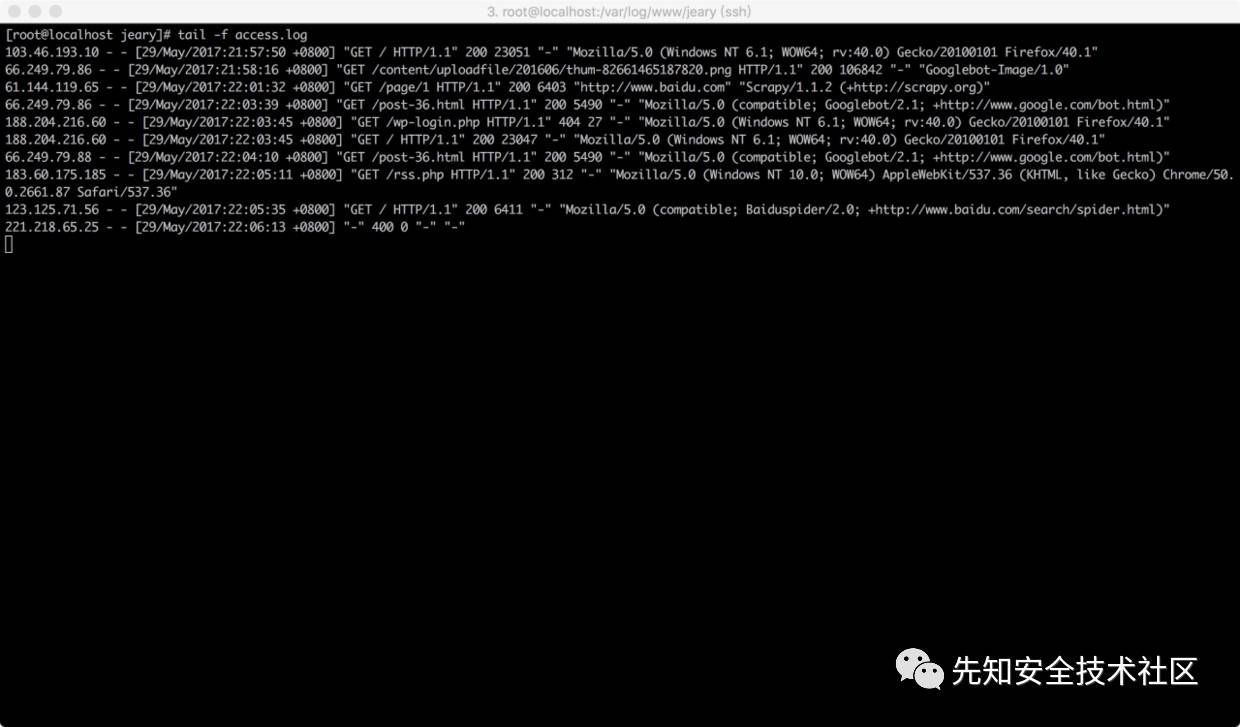 3. root@localhost:/var/log/www/jeary (ssh)
[root@localhost jeary]# tail -f access.log
103.46.193.10 - - [29/May/2017:21:57:50 +0800] "GET / HTTP/1.1" 200 23051 "-" "Mozilla/5.0 (Windows NT 6.1; WOW64; rv:40.0) Gecko/20100101 Firefox/40.1"
66.249.79.86 - - [29/May/2017:21:58:16 +0800] "GET /content/uploadfile/201606/thum-82661465187820.png HTTP/1.1" 200 106842 "-" "Googlebot-Image/1.0"
61.144.119.65 - - [29/May/2017:22:01:32 +0800] "GET /page/1 HTTP/1.1" 200 6403 "http://www.baidu.com" "Scrapy/1.1.2 (+http://scrapy.org)"
66.249.79.86 - - [29/May/2017:22:03:39 +0800] "GET /post-36.html HTTP/1.1" 200 5490 "-" "Mozilla/5.0 (compatible; Googlebot/2.1; +http://www.google.com/bot.html)"
188.204.216.60 - - [29/May/2017:22:03:45 +0800] "GET /wp-login.php HTTP/1.1" 404 27 "-" "Mozilla/5.0 (Windows NT 6.1; WOW64; rv:40.0) Gecko/20100101 Firefox/40.1"
188.204.216.60 - - [29/May/2017:22:03:45 +0800] "GET / HTTP/1.1" 200 23047 "-" "Mozilla/5.0 (Windows NT 6.1; WOW64; rv:40.0) Gecko/20100101 Firefox/40.1"
66.249.79.88 - - [29/May/2017:22:04:10 +0800] "GET /post-36.html HTTP/1.1" 200 5490 "-" "Mozilla/5.0 (compatible; Googlebot/2.1; +http://www.google.com/bot.html)"
183.60.175.185 - - [29/May/2017:22:05:11 +0800] "GET /rss.php HTTP/1.1" 200 312 "-" "Mozilla/5.0 (Windows NT 10.0; WOW64) AppleWebKit/537.36 (KHTML, like Gecko) Chrome/50.
0.2661.87 Safari/537.36"
123.125.71.56 - - [29/May/2017:22:05:35 +0800] "GET / HTTP/1.1" 200 6411 "-" "Mozilla/5.0 (compatible; Baiduspider/2.0; +http://www.baidu.com/search/spider.html)"
221.218.65.25 - - [29/May/2017:22:06:13 +0800] "-" 400 0 "-" "-"
先知安全技术社区